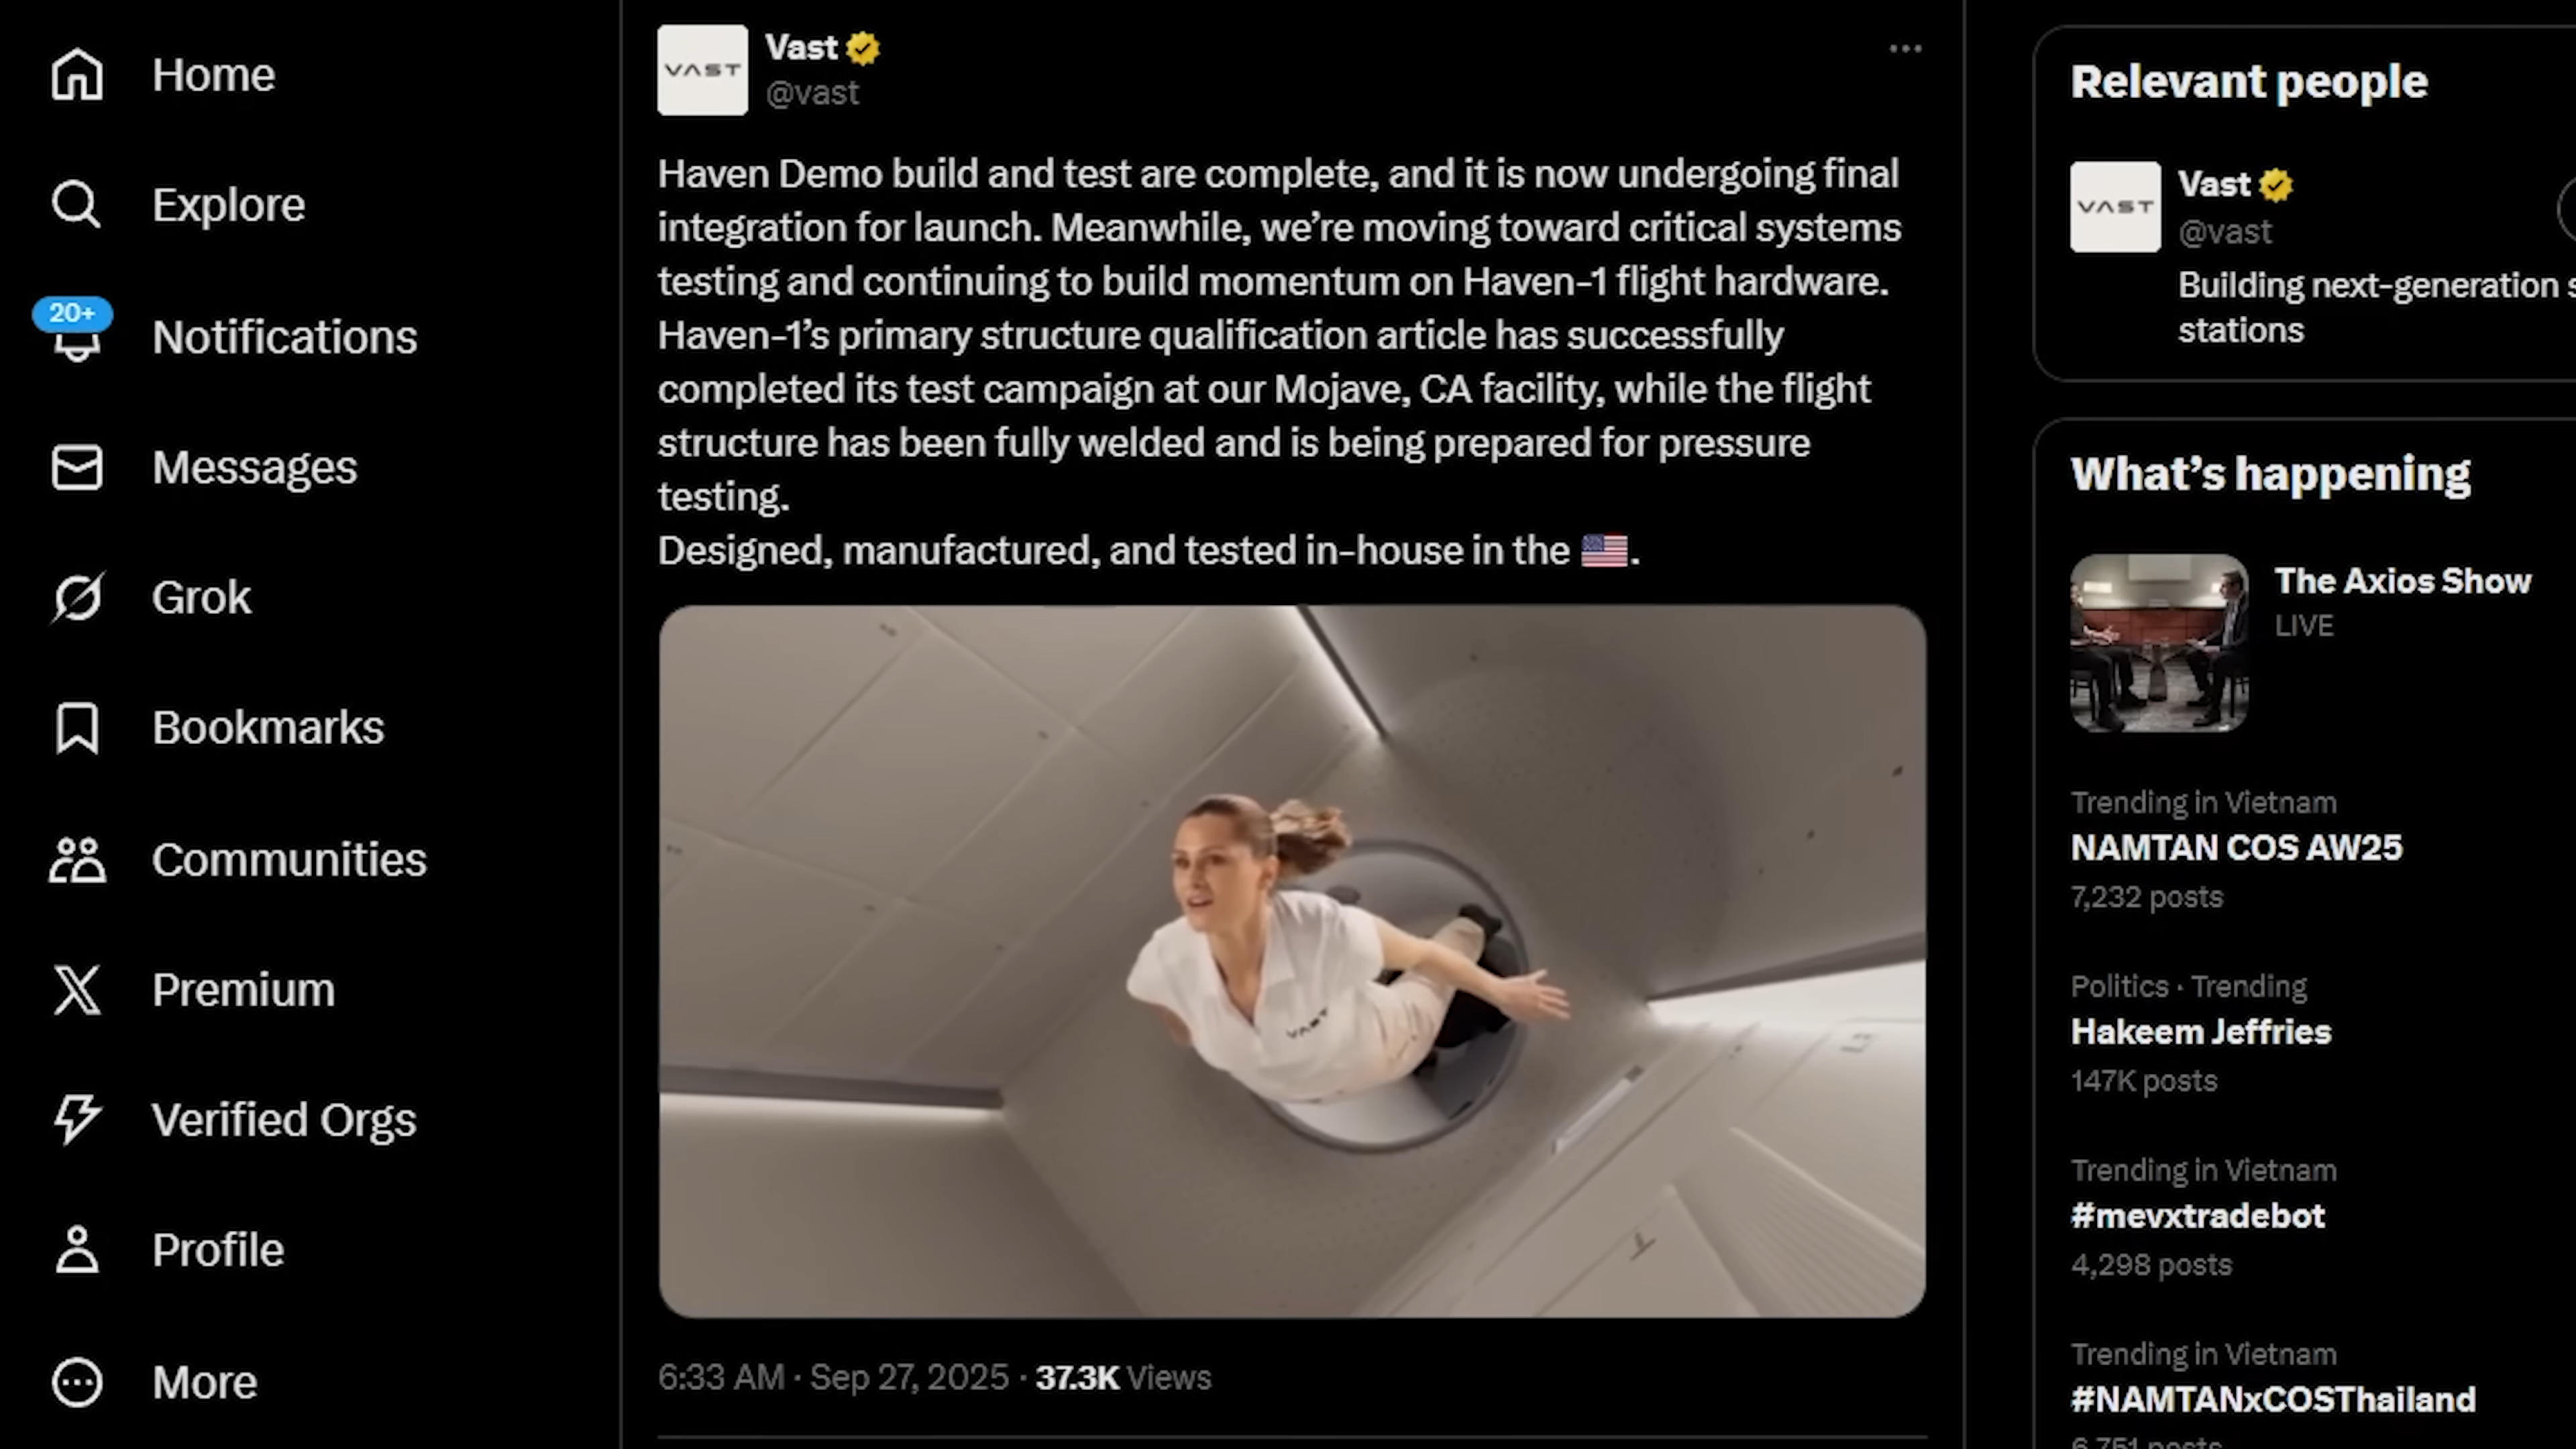 Home
Explore
20+
Notifications
Messages
Grok
Bookmarks
Communities
Premium
Verified Orgs
Profile
More
VAST
Vast
@vast
Haven Demo build and test are complete, and it is now undergoing final
integration for launch. Meanwhile, we’re moving toward critical systems
testing and continuing to build momentum on Haven-1 flight hardware.
Haven-1’s primary structure qualification article has successfully
completed its test campaign at our Mojave, CA facility, while the flight
structure has been fully welded and is being prepared for pressure
testing.
Designed, manufactured, and tested in-house in the 🇺🇸.
VAST
6:33 AM · Sep 27, 2025 · 37.3K Views
Relevant people
VAST
Vast
@vast
Building next-generation
stations
What’s happening
The Axios Show
LIVE
Trending in Vietnam
NAMTAN COS AW25
7,232 posts
Politics · Trending
Hakeem Jeffries
147K posts
Trending in Vietnam
#mevxtradebot
4,298 posts
Trending in Vietnam
#NAMTANxCOSThailand
6,751 posts